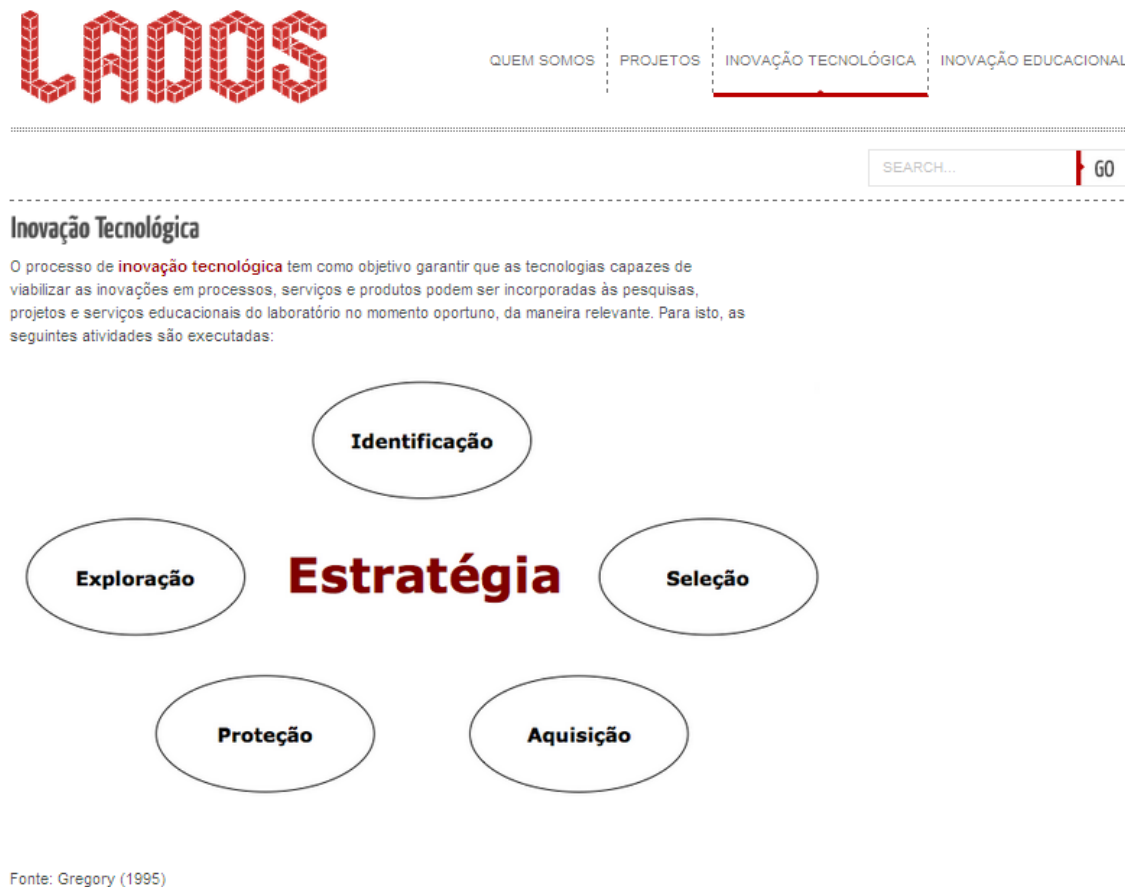 LADOS
QUEM SOMOS PROJETOS INOVAÇÃO TECNOLÓGICA INOVAÇÃO EDUCACIONAL
SEARCH... GO
Inovação Tecnológica
O processo de inovação tecnológica tem como objetivo garantir que as tecnologias capazes de
viabilizar as inovações em processos, serviços e produtos podem ser incorporadas às pesquisas,
projetos e serviços educacionais do laboratório no momento oportuno, da maneira relevante. Para isto, as
seguintes atividades são executadas:
Identificação
Exploração Estratégia Seleção
Proteção Aquisição
Fonte: Gregory (1995)